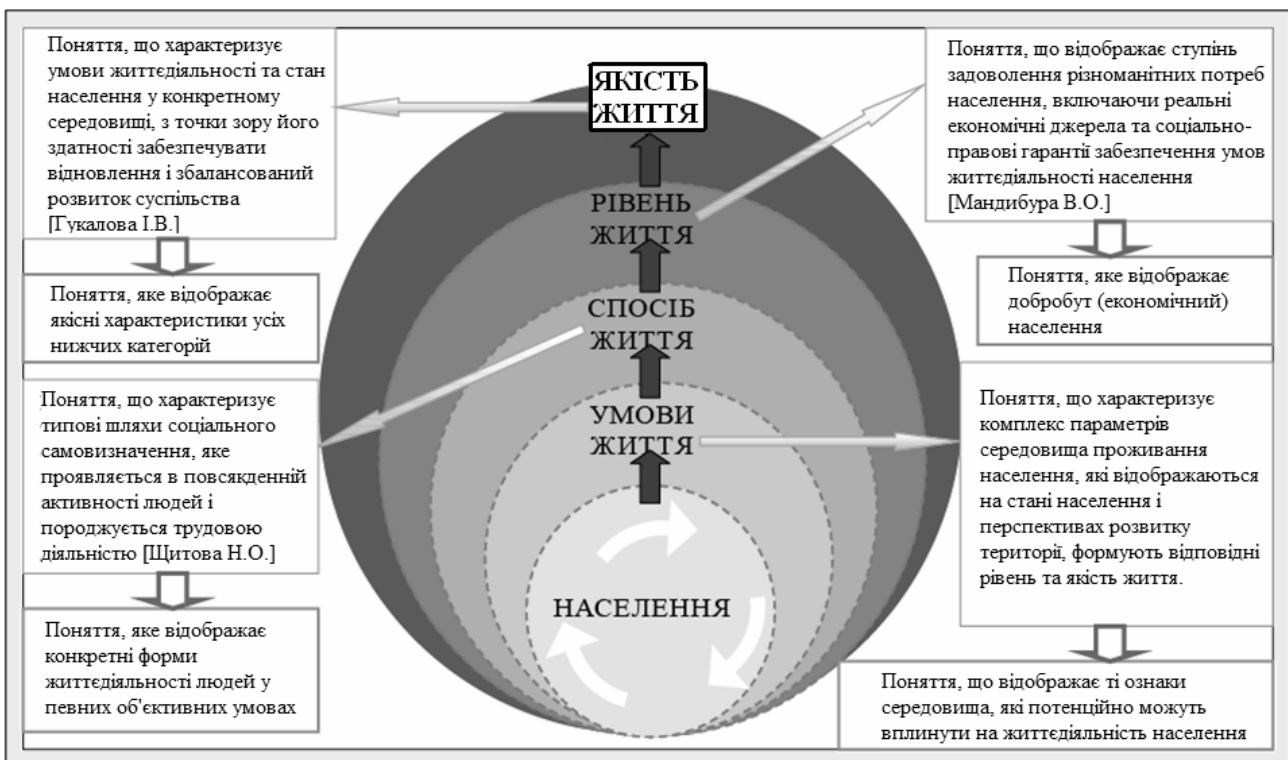 Поняття, що характеризує
умови життєдіяльності та стан
населення у конкретному
середовищі, з точки зору його
здатності забезпечувати
відновлення і збалансований
розвиток суспільства
[Гукалова І.В.]
Поняття, яке відображає
якісні характеристики усіх
нижчих категорій
Поняття, що характеризує
типові шляхи соціального
самовизначення, яке
проявляється в повсякденній
активності людей і
породжується трудовою
діяльністю [Щитова Н.О.]
Поняття, яке відображає
конкретні форми
життєдіяльності людей у
певних об'єктивних умовах
ЯКІСТЬ
ЖИТТЯ
РІВЕНЬ
ЖИТТЯ
СПОСІБ
ЖИТТЯ
УМОВИ
ЖИТТЯ
НАСЕЛЕННЯ
Поняття, що відображає ступінь
задоволення різноманітних потреб
населення, включаючи реальні
економічні джерела та соціально-
правові гарантії забезпечення умов
життєдіяльності населення
[Мандибура В.О.]
Поняття, яке відображає
добробут (економічний)
населення
Поняття, що характеризує
комплекс параметрів
середовища проживання
населення, які відображаються
на стані населення і
перспективах розвитку
території, формують відповідні
рівень та якість життя.
Поняття, що відображає ті ознаки
середовища, які потенційно можуть
вплинути на життєдіяльність населення